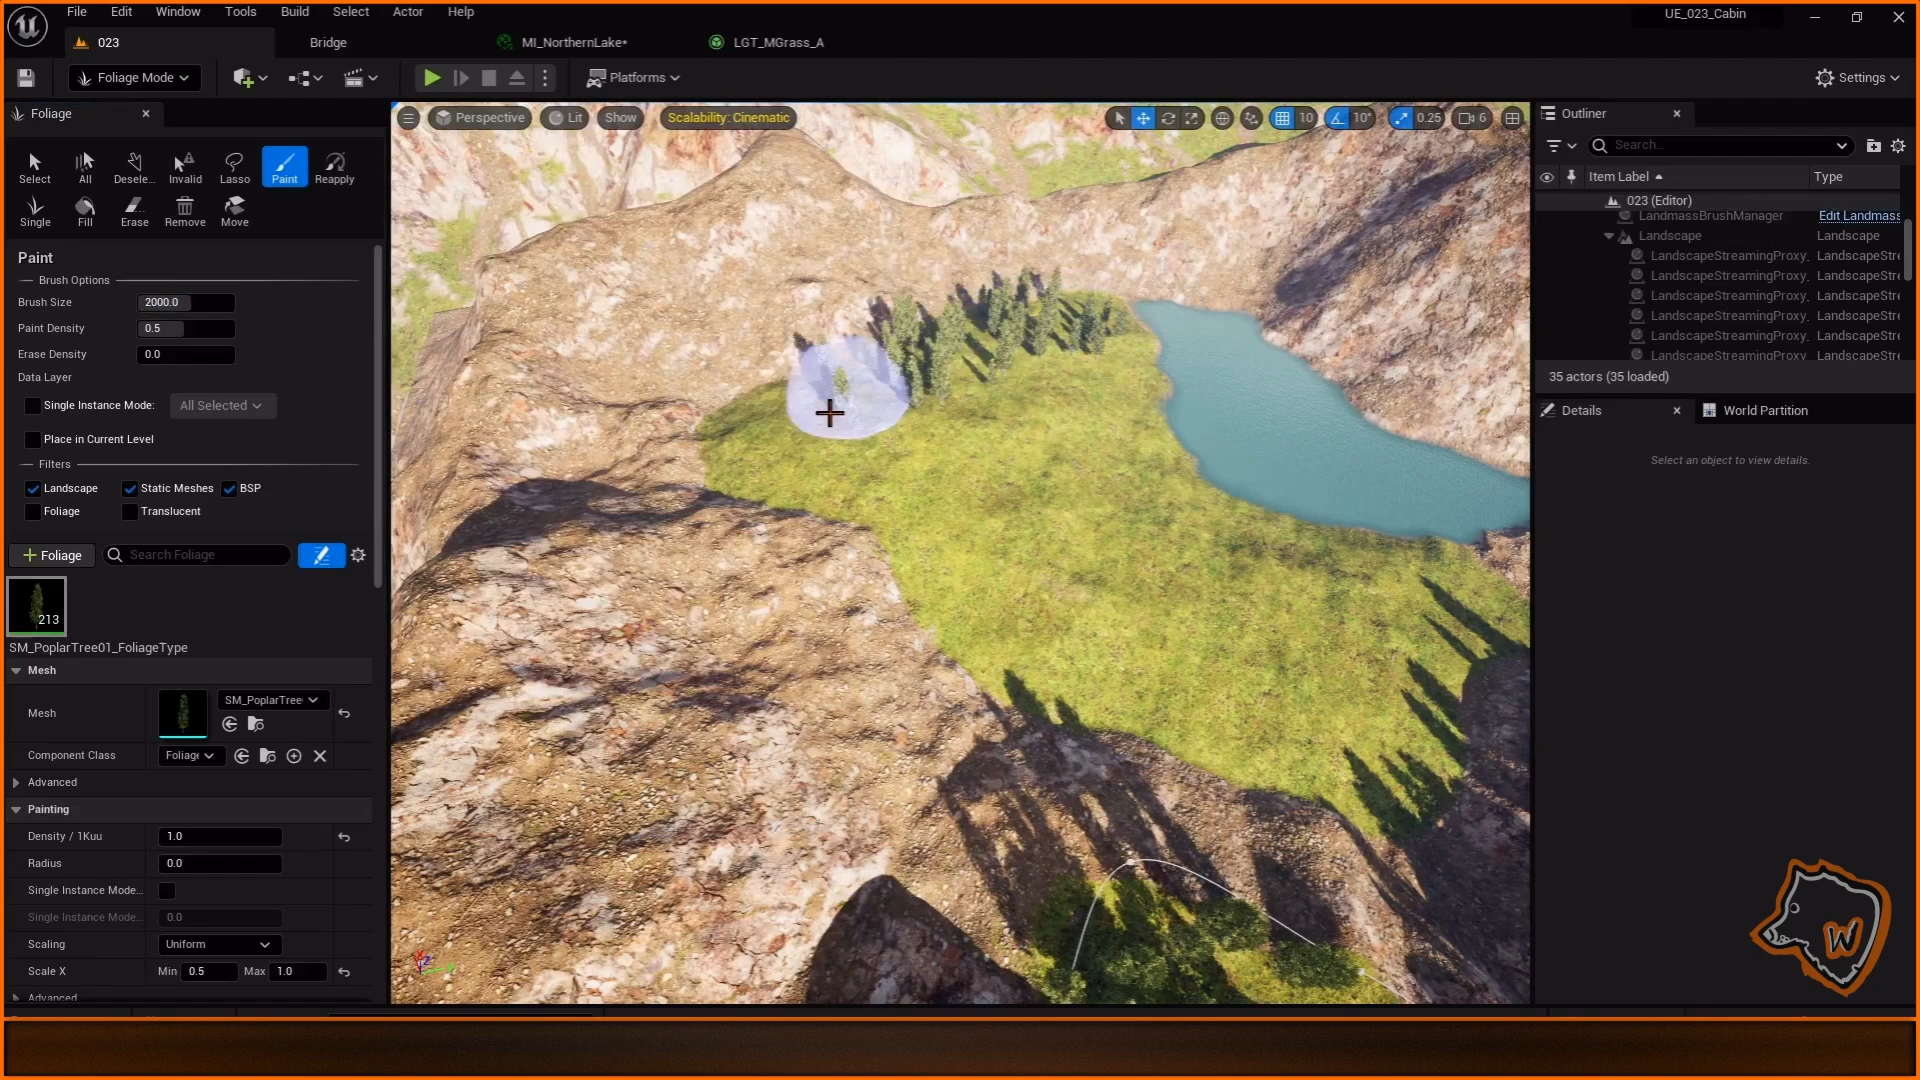 File Edit Window Tools Build Select Actor Help
UE_023_Cabin
023
Bridge
MI_NorthernLake*
LGT_MGrass_A
Foliage Mode
Platforms
Settings
Foliage
Select
All
Desele...
Invalid
Lasso
Paint
Reapply
Single
Fill
Erase
Remove
Move
Paint
Brush Options
Brush Size 2000.0
Paint Density 0.5
Erase Density 0.0
Data Layer
Single Instance Mode: All Selected
Place in Current Level
Filters
Landscape Static Meshes BSP
Foliage Translucent
Foliage
Search Foliage
213
SM_PoplarTree01_FoliageType
Mesh
Mesh SM_PoplarTree
Component Class Foliage
Advanced
Painting
Density / 1Kuu 1.0
Radius 0.0
Single Instance Mode...
Single Instance Mode... 0.0
Scaling Uniform
Scale X Min 0.5 Max 1.0
Advanced
Perspective
Lit
Show
Scalability: Cinematic
10
10°
0.25
6
Outliner
Search...
Item Label Type
023 (Editor)
LandmassBrushManager Edit Landmass
Landscape Landscape
LandscapeStreamingProxy. LandscapeStre
LandscapeStreamingProxy. LandscapeStre
LandscapeStreamingProxy. LandscapeStre
LandscapeStreamingProxy. LandscapeStre
LandscapeStreamingProxy. LandscapeStre
LandscapeStreamingProxy. LandscapeStre
35 actors (35 loaded)
Details
World Partition
Select an object to view details.
W